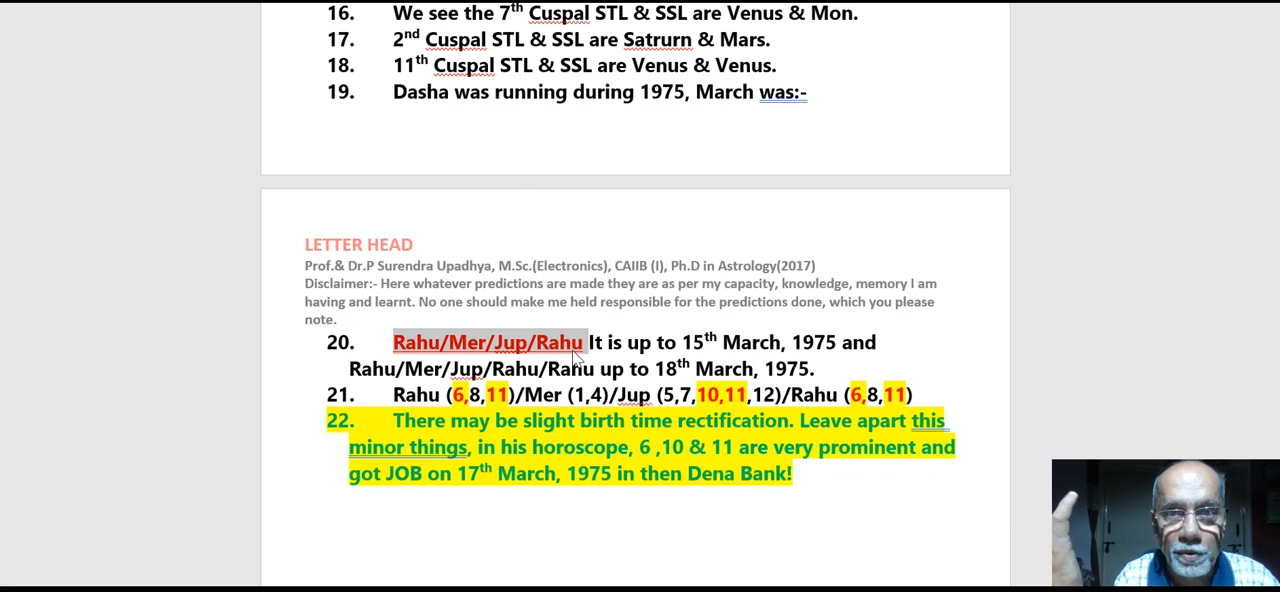 16. We see the 7th Cuspal STL & SSL are Venus & Mon.
17. 2nd Cuspal STL & SSL are Satrurn & Mars.
18. 11th Cuspal STL & SSL are Venus & Venus.
19. Dasha was running during 1975, March was:-
LETTER HEAD
Prof.& Dr.P Surendra Upadhya, M.Sc.(Electronics), CAIIB (I), Ph.D in Astrology(2017)
Disclaimer:- Here whatever predictions are made they are as per my capacity, knowledge, memory I am
having and learnt. No one should make me held responsible for the predictions done, which you please
note.
20. Rahu/Mer/Jup/Rahu It is up to 15th March, 1975 and
Rahu/Mer/Jup/Rahu/Rahu up to 18th March, 1975.
21. Rahu (6,8,11)/Mer (1,4)/Jup (5,7,10,11,12)/Rahu (6,8,11)
22. There may be slight birth time rectification. Leave apart this
minor things, in his horoscope, 6 ,10 & 11 are very prominent and
got JOB on 17th March, 1975 in then Dena Bank!